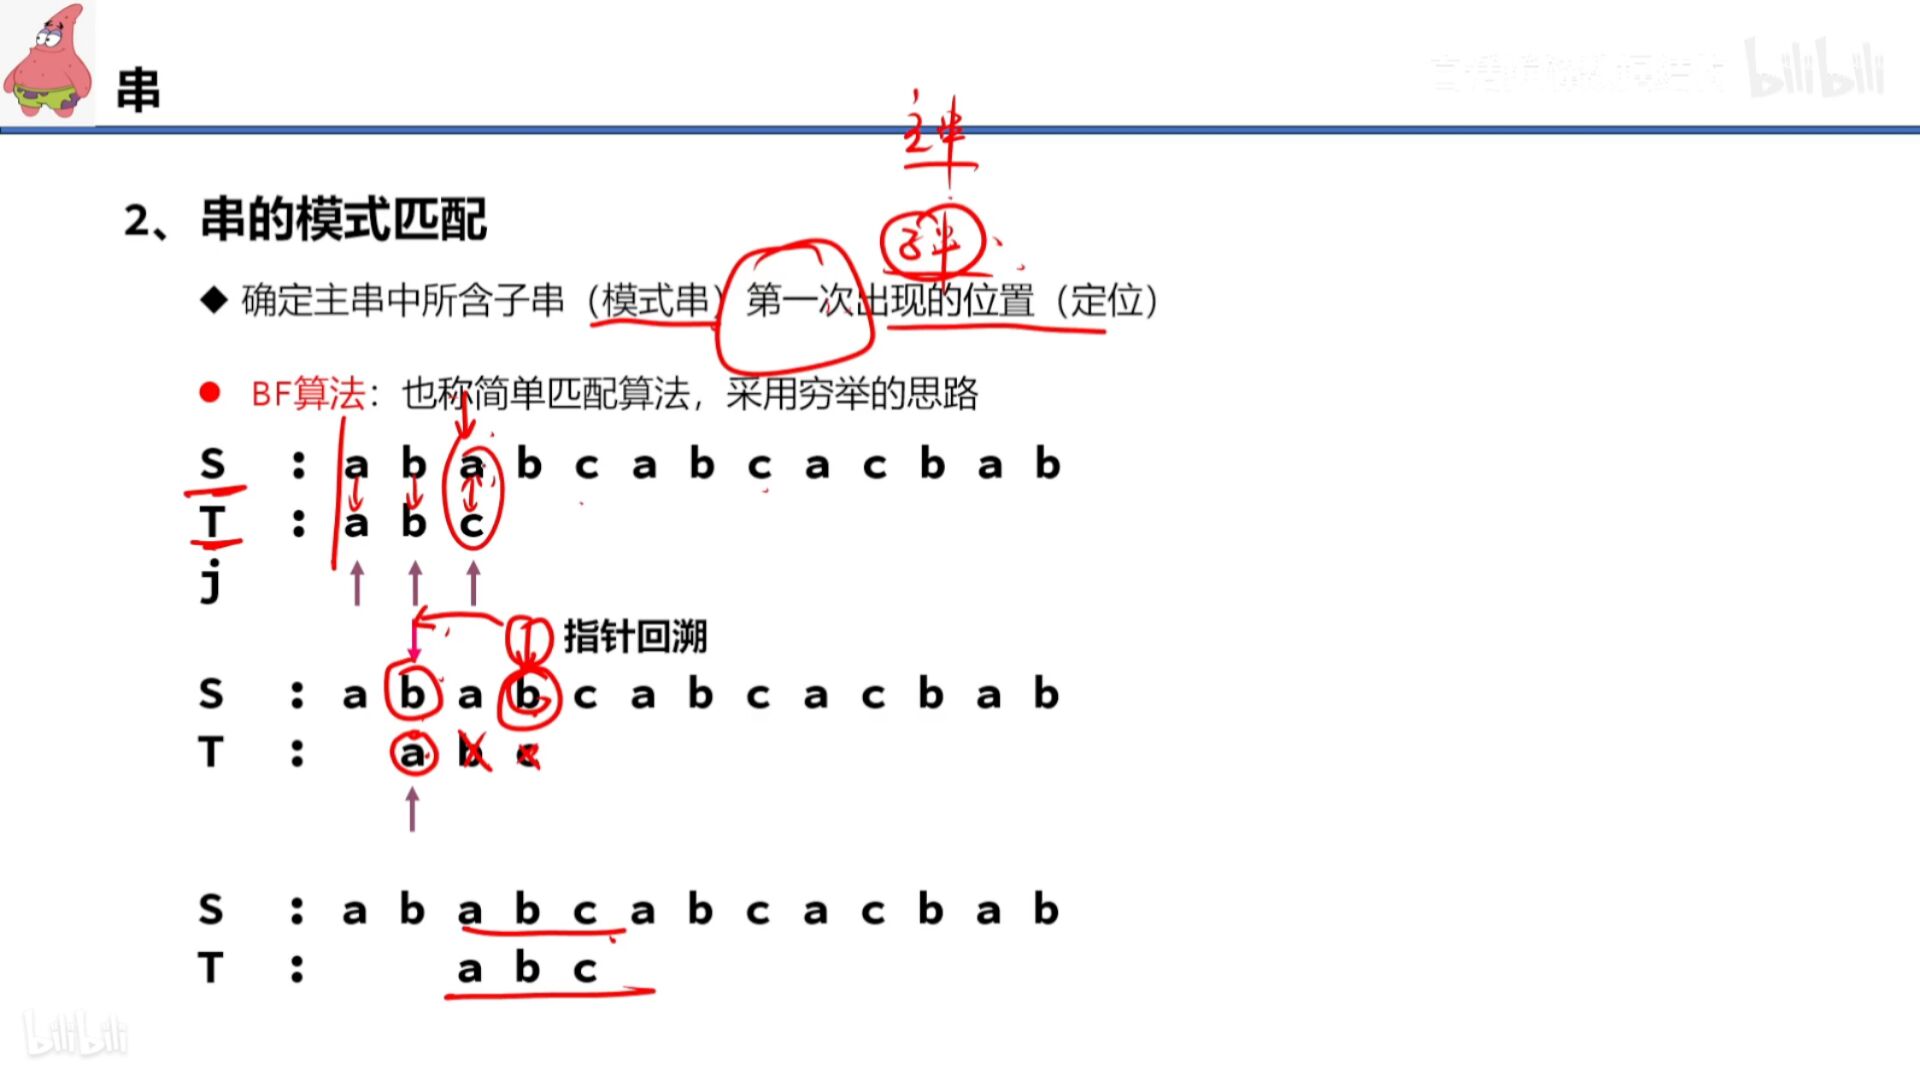 串
bilibili
主串
2、串的模式匹配
子串
◆ 确定主串中所含子串（模式串）第一次出现的位置（定位）
● BF算法：也称简单匹配算法，采用穷举的思路
S : a b a b c a b c a c b a b
T : a b c
j
指针回溯
S : a b a b c a b c a c b a b
T : a b c
S : a b a b c a b c a c b a b
T : a b c
bilibili